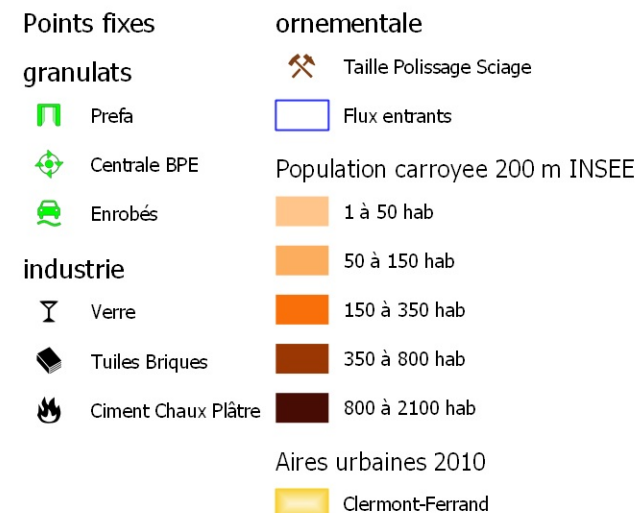 Points fixes
granulats
Prefa
Centrale BPE
Enrobés
industrie
Verre
Tuiles Briques
Ciment Chaux Plâtre
ornementale
Taille Polissage Sciage
Flux entrants
Population carroyee 200 m INSEE
1 à 50 hab
50 à 150 hab
150 à 350 hab
350 à 800 hab
800 à 2100 hab
Aires urbaines 2010
Clermont-Ferrand